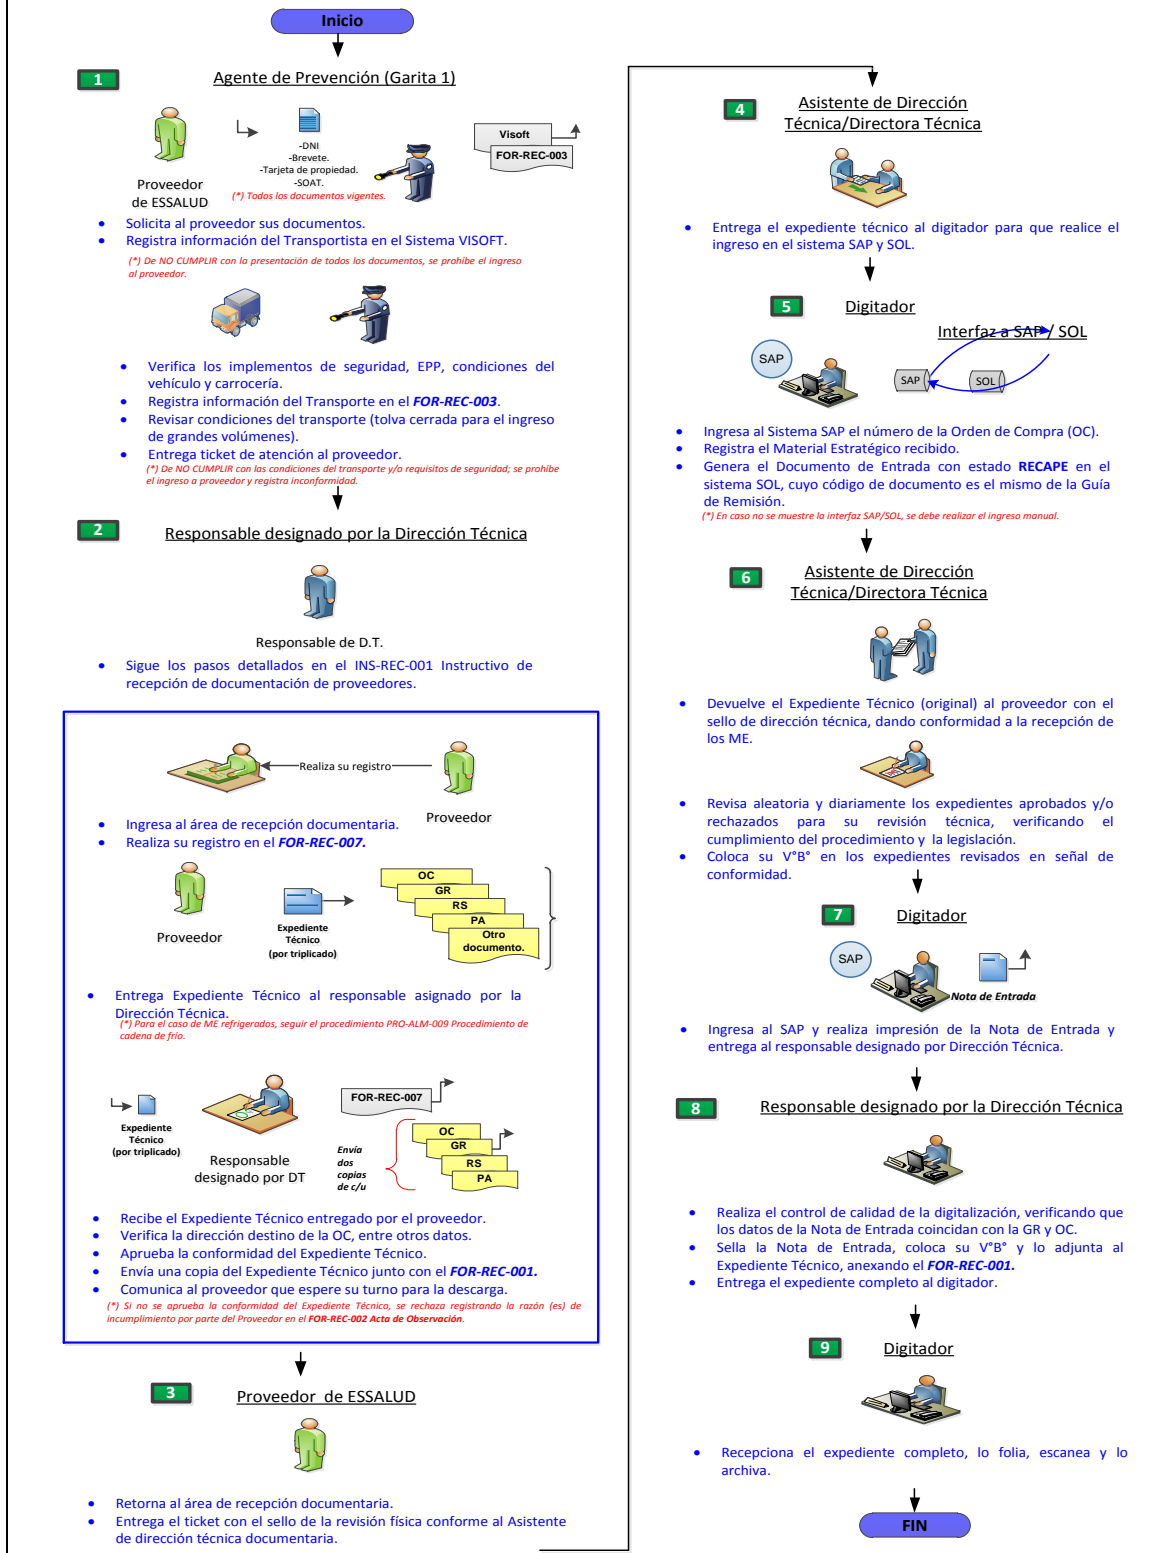 Inicio
1
Agente de Prevención (Garita 1)
-DNI
-Brevete.
-Tarjeta de propiedad.
-SOAT.
(*) Todos los documentos vigentes.
Visoft
FOR-REC-003
Proveedor
de ESSALUD
• Solicita al proveedor sus documentos.
• Registra información del Transportista en el Sistema VISOFT.
(*) De NO CUMPLIR con la presentación de todos los documentos, se prohíbe el ingreso
al proveedor.
• Verifica los implementos de seguridad, EPP, condiciones del
vehículo y carrocería.
• Registra información del Transporte en el FOR-REC-003.
• Revisar condiciones del transporte (tolva cerrada para el ingreso
de grandes volúmenes).
• Entrega ticket de atención al proveedor.
(*) De NO CUMPLIR con las condiciones del transporte y/o requisitos de seguridad; se prohíbe
el ingreso a proveedor y registra inconformidad.
2
Responsable designado por la Dirección Técnica
Responsable de D.T.
• Sigue los pasos detallados en el INS-REC-001 Instructivo de
recepción de documentación de proveedores.
Realiza su registro
Proveedor
• Ingresa al área de recepción documentaria.
• Realiza su registro en el FOR-REC-007.
Proveedor
Expediente
Técnico
(por triplicado)
OC
GR
RS
PA
Otro
documento.
• Entrega Expediente Técnico al responsable asignado por la
Dirección Técnica.
(*) Para el caso de ME refrigerados, seguir el procedimiento PRO-ALM-009 Procedimiento de
cadena de frío.
Expediente
Técnico
(por triplicado)
Responsable
designado por DT
FOR-REC-007
Envía
dos
copias
de c/u
OC
GR
RS
PA
• Recibe el Expediente Técnico entregado por el proveedor.
• Verifica la dirección destino de la OC, entre otros datos.
• Aprueba la conformidad del Expediente Técnico.
• Envía una copia del Expediente Técnico junto con el FOR-REC-001.
• Comunica al proveedor que espere su turno para la descarga.
(*) Si no se aprueba la conformidad del Expediente Técnico, se rechaza registrando la razón (es) de
incumplimiento por parte del Proveedor en el FOR-REC-002 Acta de Observación.
3
Proveedor de ESSALUD
• Retorna al área de recepción documentaria.
• Entrega el ticket con el sello de la revisión física conforme al Asistente
de dirección técnica documentaria.
4
Asistente de Dirección
Técnica/Directora Técnica
• Entrega el expediente técnico al digitador para que realice el
ingreso en el sistema SAP y SOL.
5
Digitador
Interfaz a SAP / SOL
SAP
SAP
SOL
• Ingresa al Sistema SAP el número de la Orden de Compra (OC).
• Registra el Material Estratégico recibido.
• Genera el Documento de Entrada con estado RECAPE en el
sistema SOL, cuyo código de documento es el mismo de la Guía
de Remisión.
(*) En caso no se muestre la interfaz SAP/SOL, se debe realizar el ingreso manual.
6
Asistente de Dirección
Técnica/Directora Técnica
• Devuelve el Expediente Técnico (original) al proveedor con el
sello de dirección técnica, dando conformidad a la recepción de
los ME.
• Revisa aleatoria y diariamente los expedientes aprobados y/o
rechazados para su revisión técnica, verificando el
cumplimiento del procedimiento y la legislación.
• Coloca su V°B° en los expedientes revisados en señal de
conformidad.
7
Digitador
SAP
Nota de Entrada
• Ingresa al SAP y realiza impresión de la Nota de Entrada y
entrega al responsable designado por Dirección Técnica.
8
Responsable designado por la Dirección Técnica
• Realiza el control de calidad de la digitalización, verificando que
los datos de la Nota de Entrada coincidan con la GR y OC.
• Sella la Nota de Entrada, coloca su V°B° y lo adjunta al
Expediente Técnico, anexando el FOR-REC-001.
• Entrega el expediente completo al digitador.
9
Digitador
• Recepciona el expediente completo, lo folia, escanea y lo
archiva.
FIN